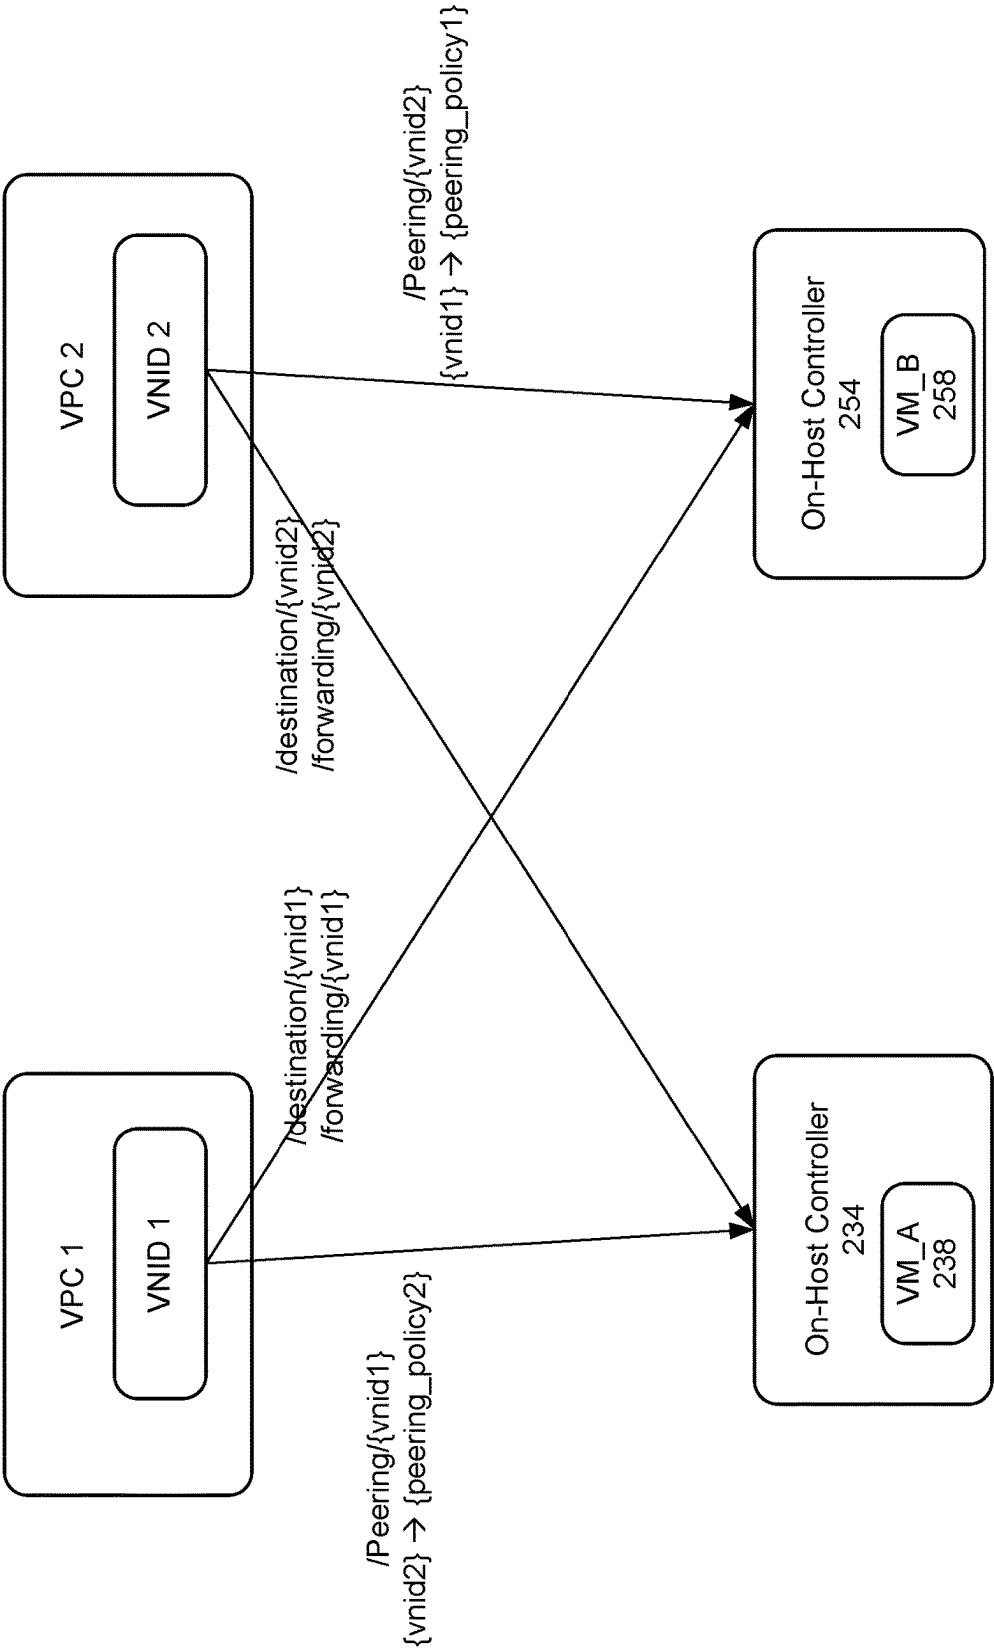 VPC 1
VNID 1
VPC 2
VNID 2
/destination/{vnid1}
/forwarding/{vnid1}
/destination/{vnid2}
/forwarding/{vnid2}
/Peering/{vnid1}
{vnid2} → {peering_policy2}
/Peering/{vnid2}
{vnid1} → {peering_policy1}
On-Host Controller
234
VM_A
238
On-Host Controller
254
VM_B
258